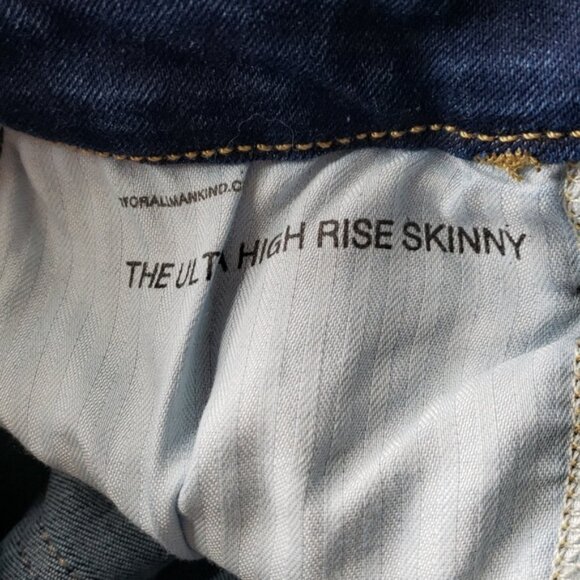 7FORALLMANKIND.C
THE ULTA HIGH RISE SKINNY